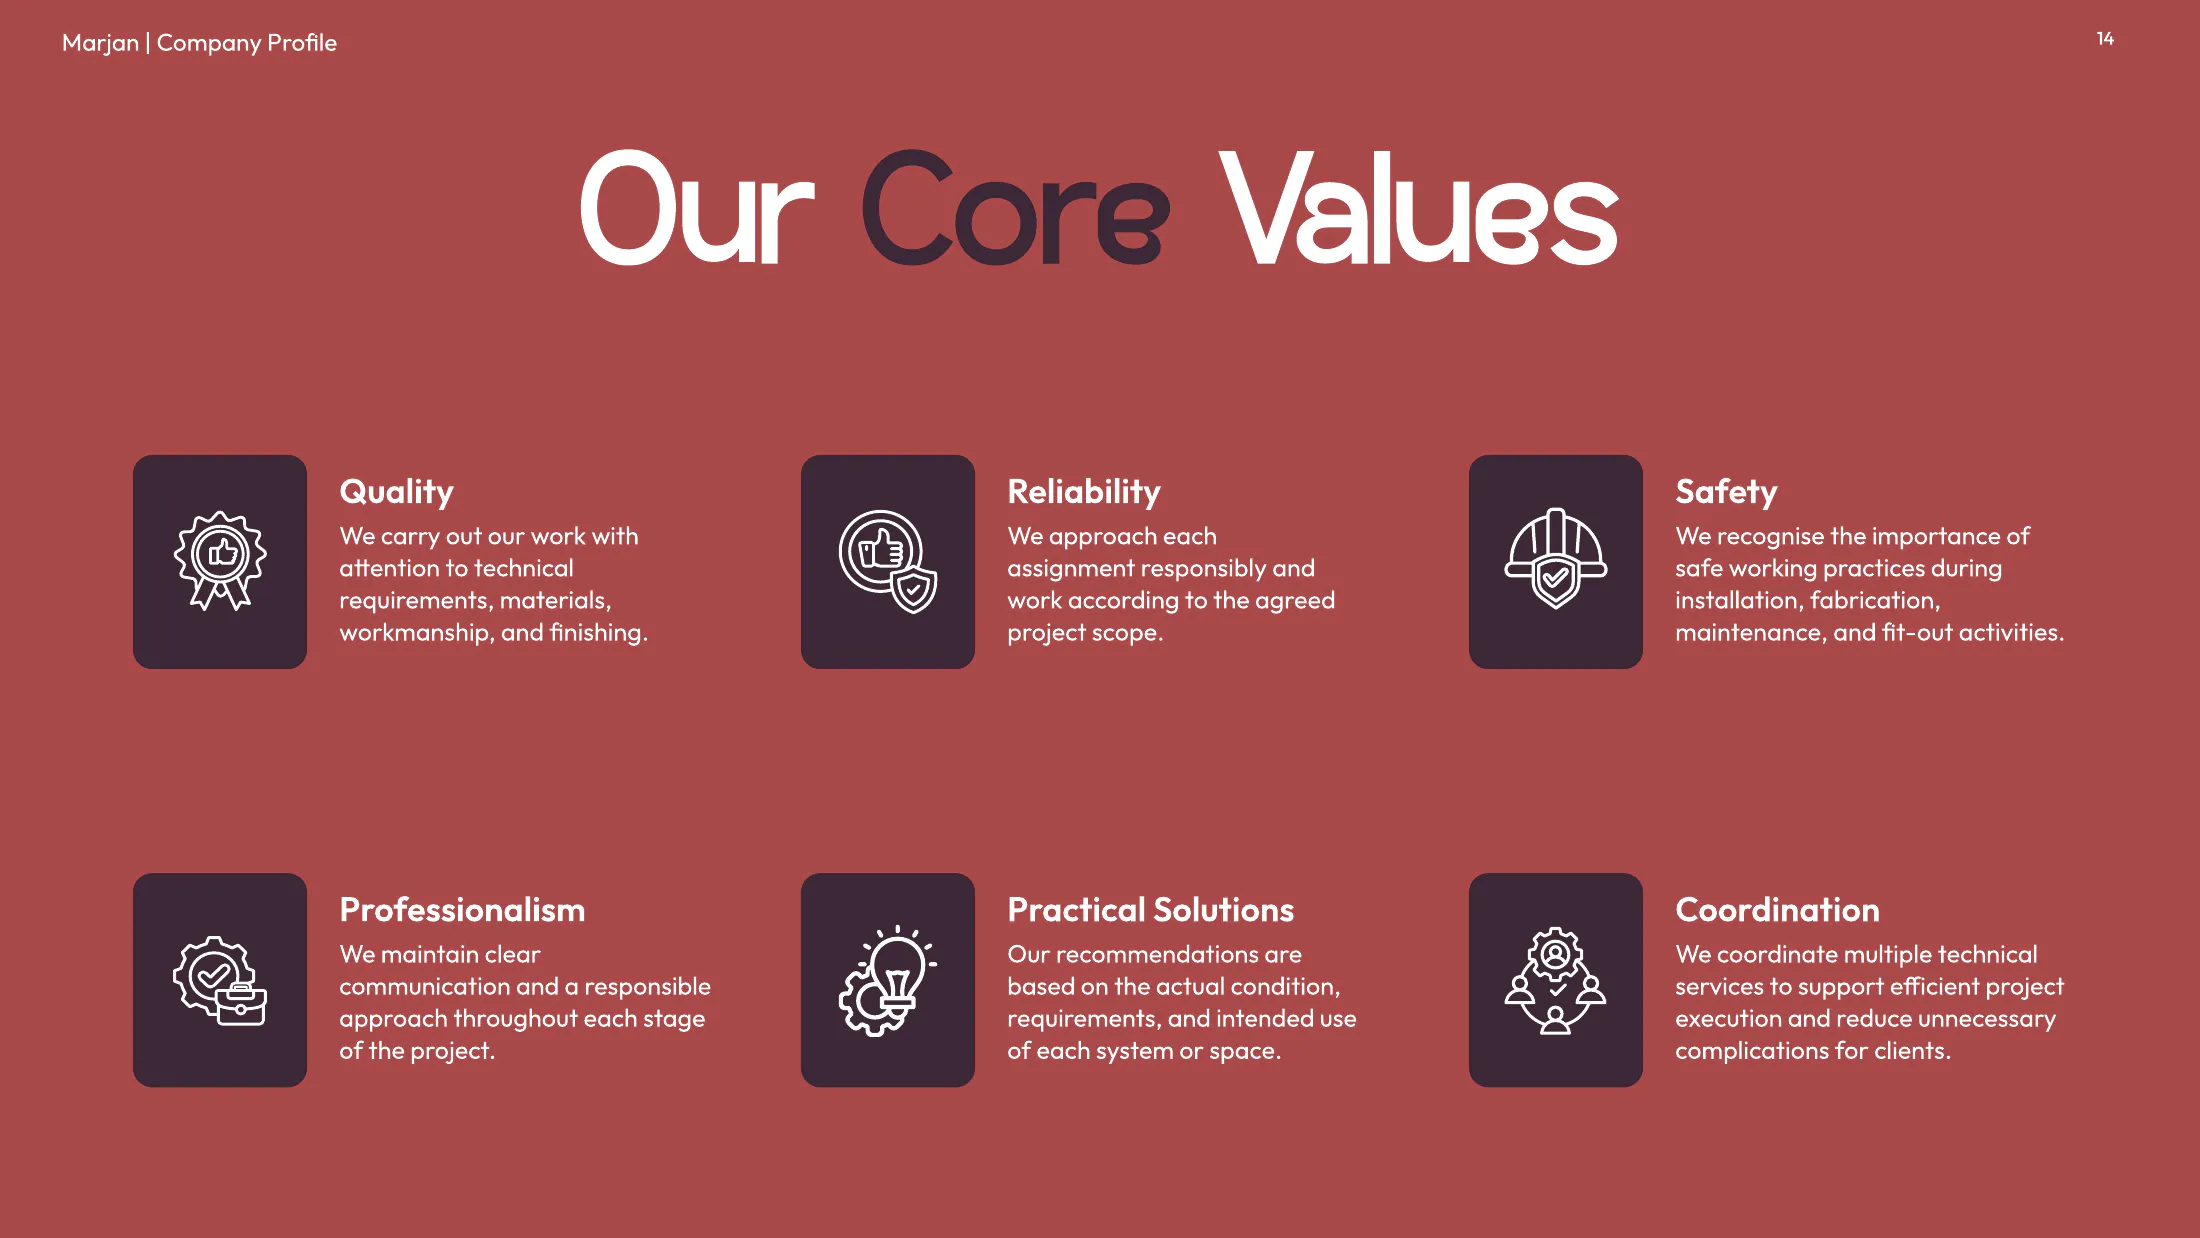 Marjan | Company Profile
14
Our Core Values
Quality
We carry out our work with
attention to technical
requirements, materials,
workmanship, and finishing.
Reliability
We approach each
assignment responsibly and
work according to the agreed
project scope.
Safety
We recognise the importance of
safe working practices during
installation, fabrication,
maintenance, and fit-out activities.
Professionalism
We maintain clear
communication and a responsible
approach throughout each stage
of the project.
Practical Solutions
Our recommendations are
based on the actual condition,
requirements, and intended use
of each system or space.
Coordination
We coordinate multiple technical
services to support efficient project
execution and reduce unnecessary
complications for clients.